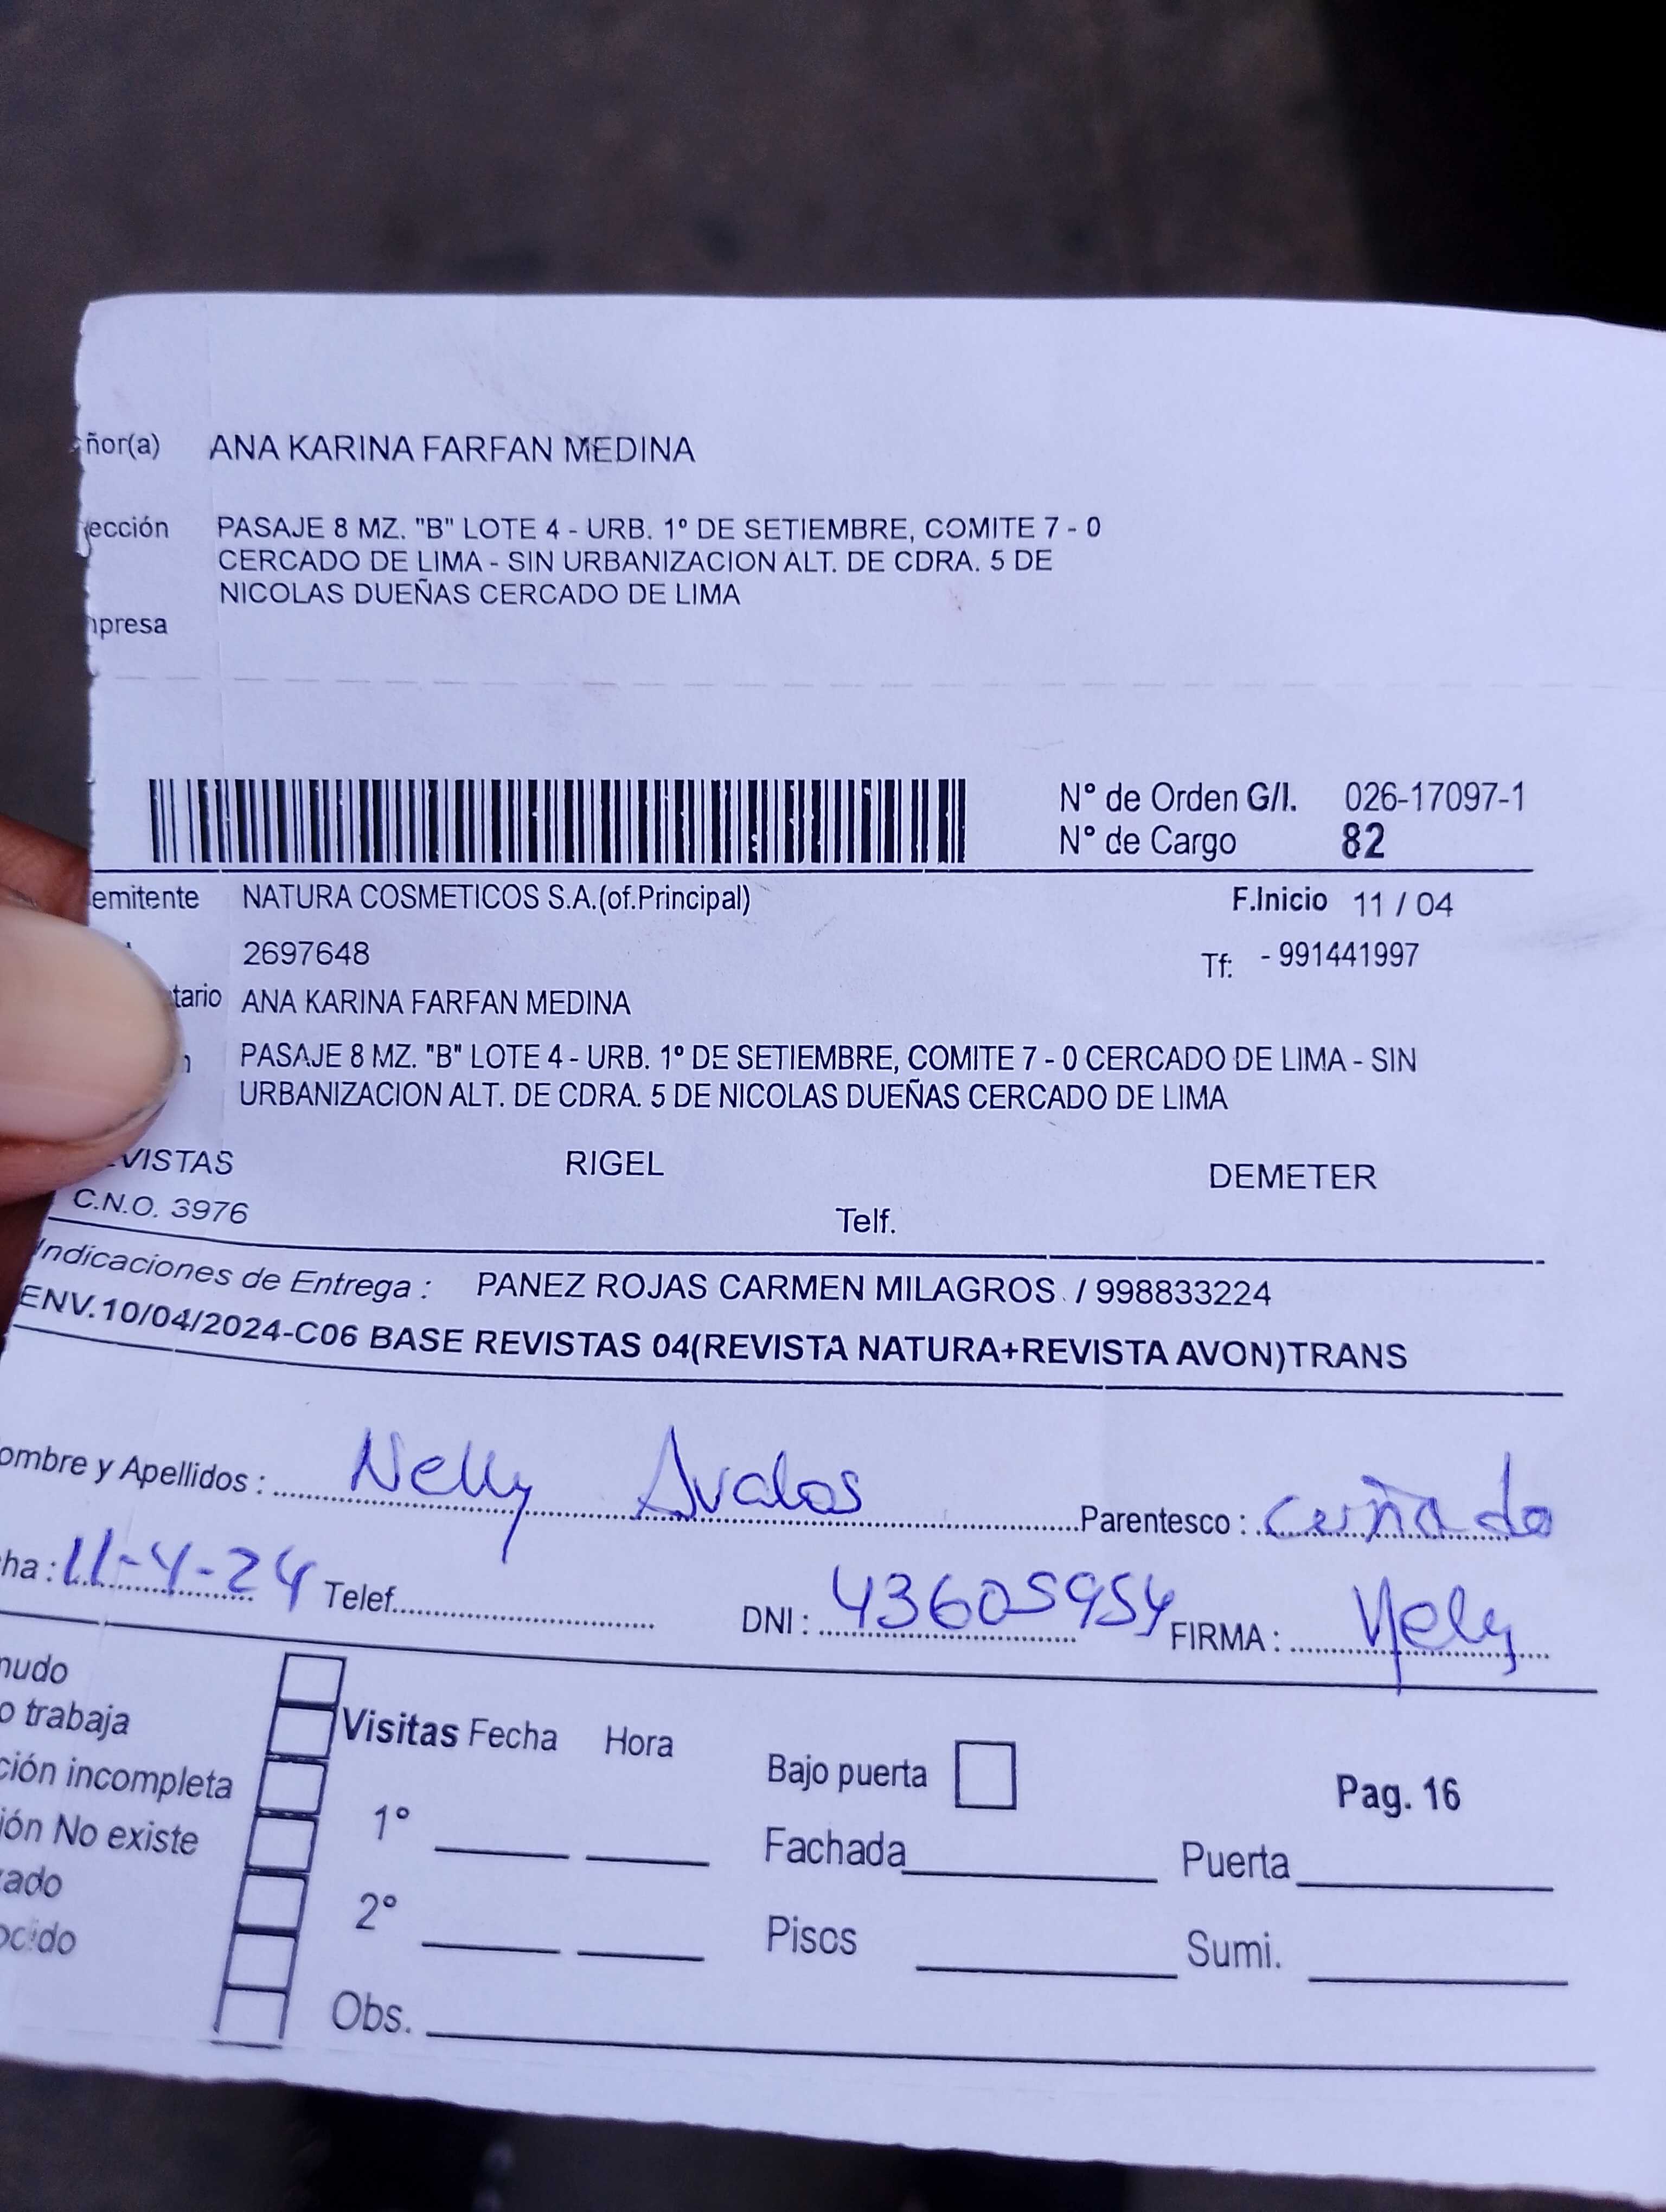 ñor(a) ANA KARINA FARFAN MEDINA
ección PASAJE 8 MZ. "B" LOTE 4 - URB. 1º DE SETIEMBRE, COMITE 7 - 0
CERCADO DE LIMA - SIN URBANIZACION ALT. DE CDRA. 5 DE
NICOLAS DUEÑAS CERCADO DE LIMA
presa
N° de Orden G/I. 026-17097-1
N° de Cargo 82
emitente NATURA COSMETICOS S.A.(of.Principal) F.Inicio 11 / 04
2697648 Tf: - 991441997
tario ANA KARINA FARFAN MEDINA
n PASAJE 8 MZ. "B" LOTE 4 - URB. 1º DE SETIEMBRE, COMITE 7 - 0 CERCADO DE LIMA - SIN
URBANIZACION ALT. DE CDRA. 5 DE NICOLAS DUEÑAS CERCADO DE LIMA
VISTAS RIGEL DEMETER
C.N.O. 3976 Telf.
Indicaciones de Entrega : PANEZ ROJAS CARMEN MILAGROS / 998833224
ENV.10/04/2024-C06 BASE REVISTAS 04(REVISTA NATURA+REVISTA AVON)TRANS
ombre y Apellidos : Nelly Avalos Parentesco : cuñada
ha : 11-4-24 Telef. DNI : 43605954 FIRMA : Nely
nudo
o trabaja Visitas Fecha Hora
ción incompleta Bajo puerta Pag. 16
ión No existe 1° Fachada Puerta
ado 2° Pisos Sumi.
ocido
Obs.